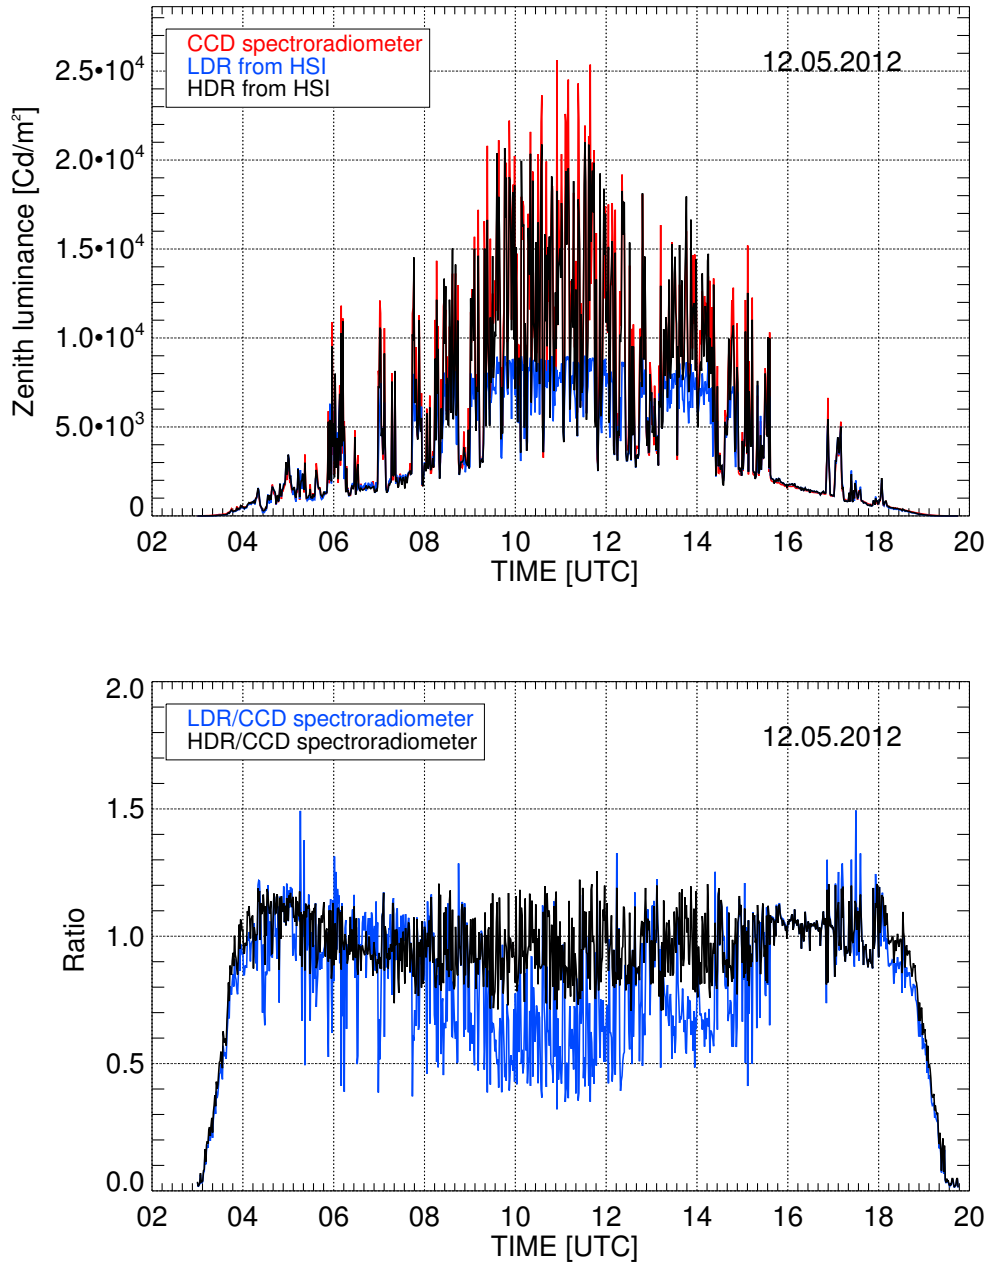 CCD spectroradiometer
LDR from HSI
HDR from HSI
12.05.2012
Zenith luminance [Cd/m²]
2.5•10⁴
2.0•10⁴
1.5•10⁴
1.0•10⁴
5.0•10³
0
02 04 06 08 10 12 14 16 18 20
TIME [UTC]
LDR/CCD spectroradiometer
HDR/CCD spectroradiometer
12.05.2012
Ratio
2.0
1.5
1.0
0.5
0.0
02 04 06 08 10 12 14 16 18 20
TIME [UTC]